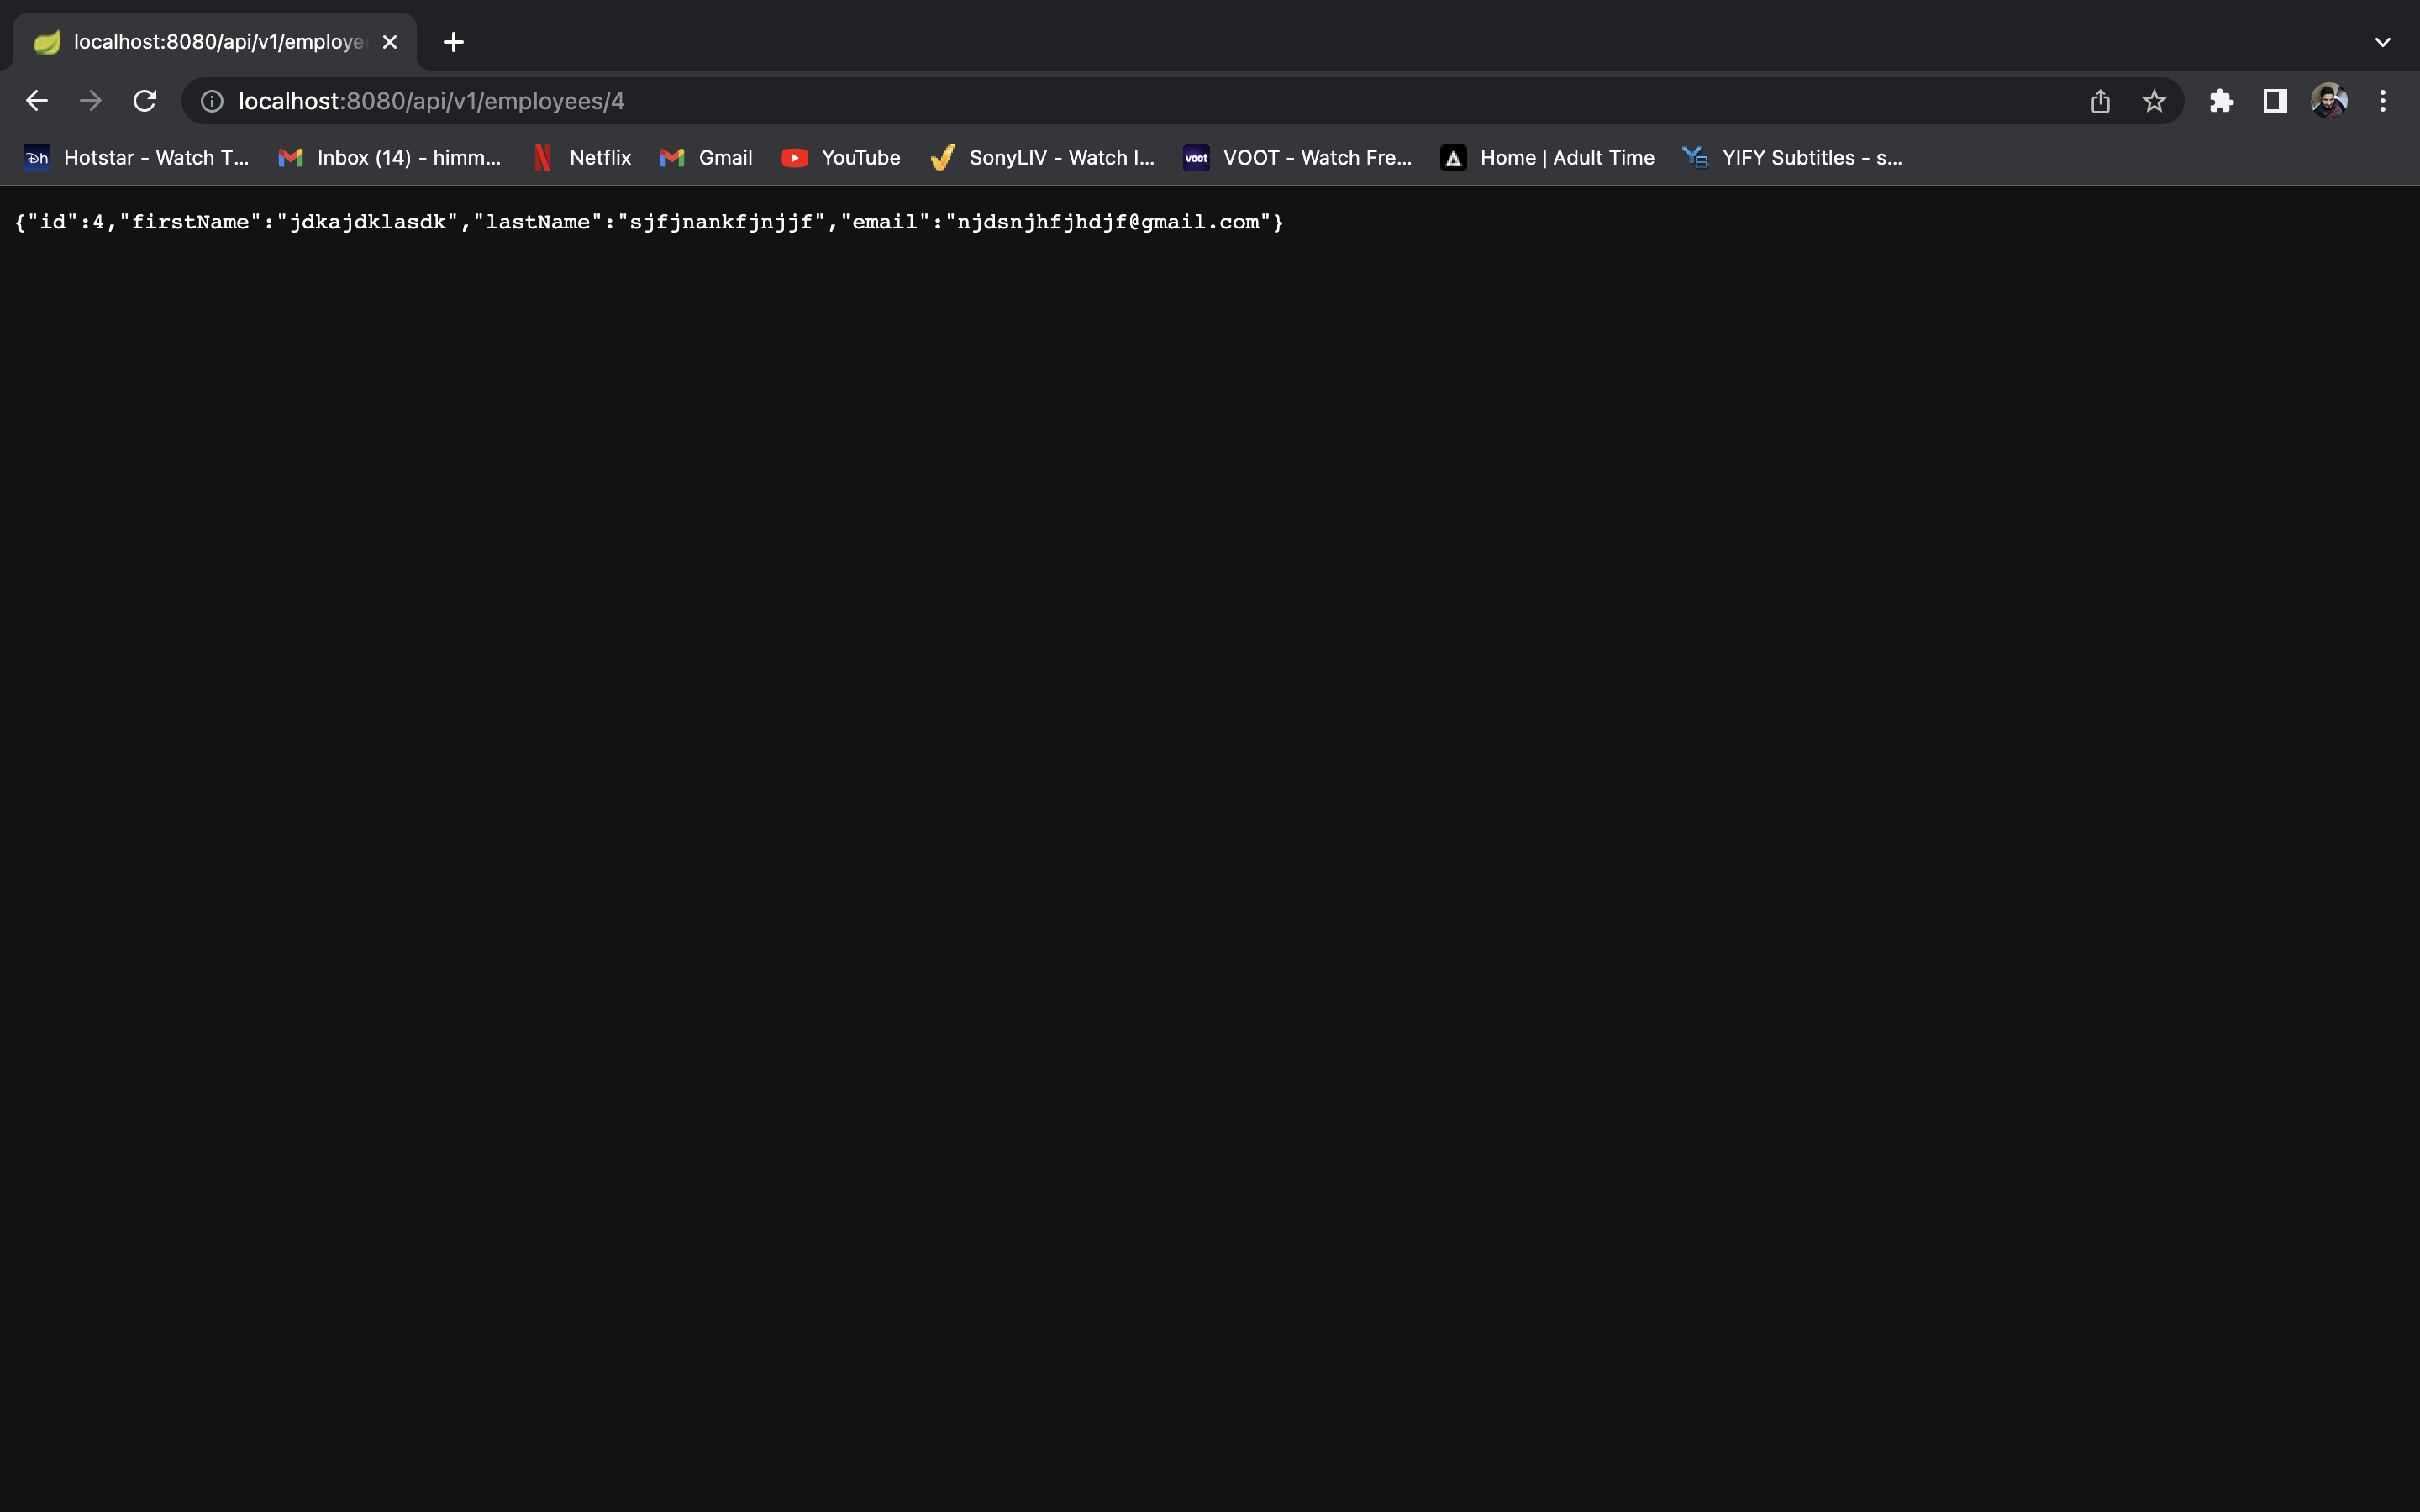 localhost:8080/api/v1/employe
localhost:8080/api/v1/employees/4
Hotstar - Watch T... Inbox (14) - himm... Netflix Gmail YouTube SonyLIV - Watch I... voot VOOT - Watch Fre... Home | Adult Time YIFY Subtitles - s...
{"id":4,"firstName":"jdkajdklasdk","lastName":"sjfjnankfjnjjf","email":"njdsnjhfjhdjf@gmail.com"}